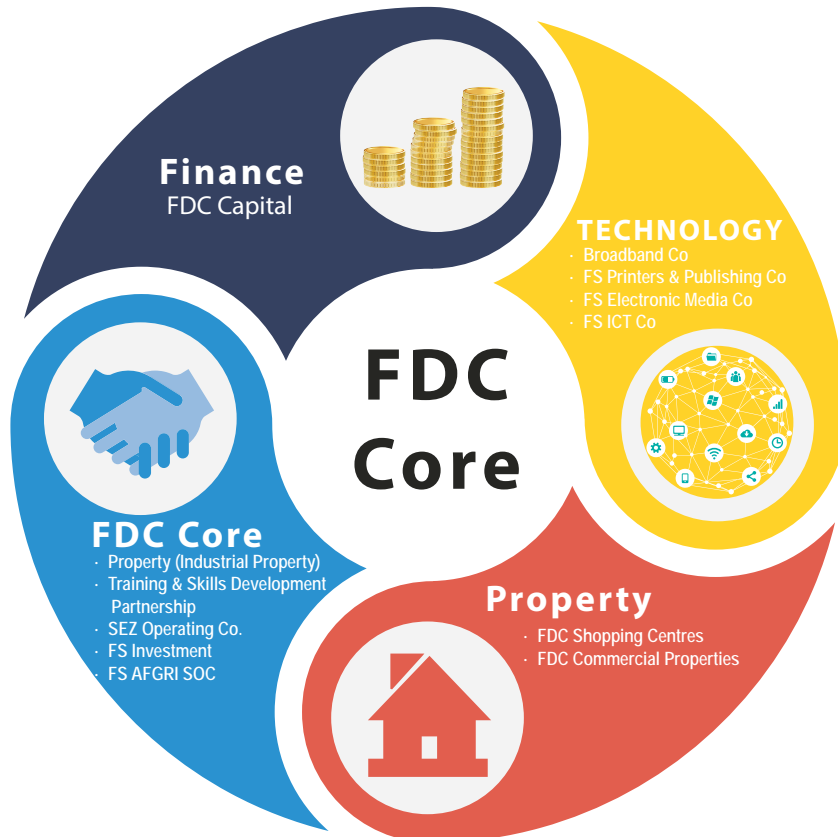 Finance
FDC Capital
TECHNOLOGY
· Broadband Co
· FS Printers & Publishing Co
· FS Electronic Media Co
· FS ICT Co
FDC
Core
FDC Core
· Property (Industrial Property)
· Training & Skills Development
Partnership
· SEZ Operating Co.
· FS Investment
· FS AFGRI SOC
Property
· FDC Shopping Centres
· FDC Commercial Properties